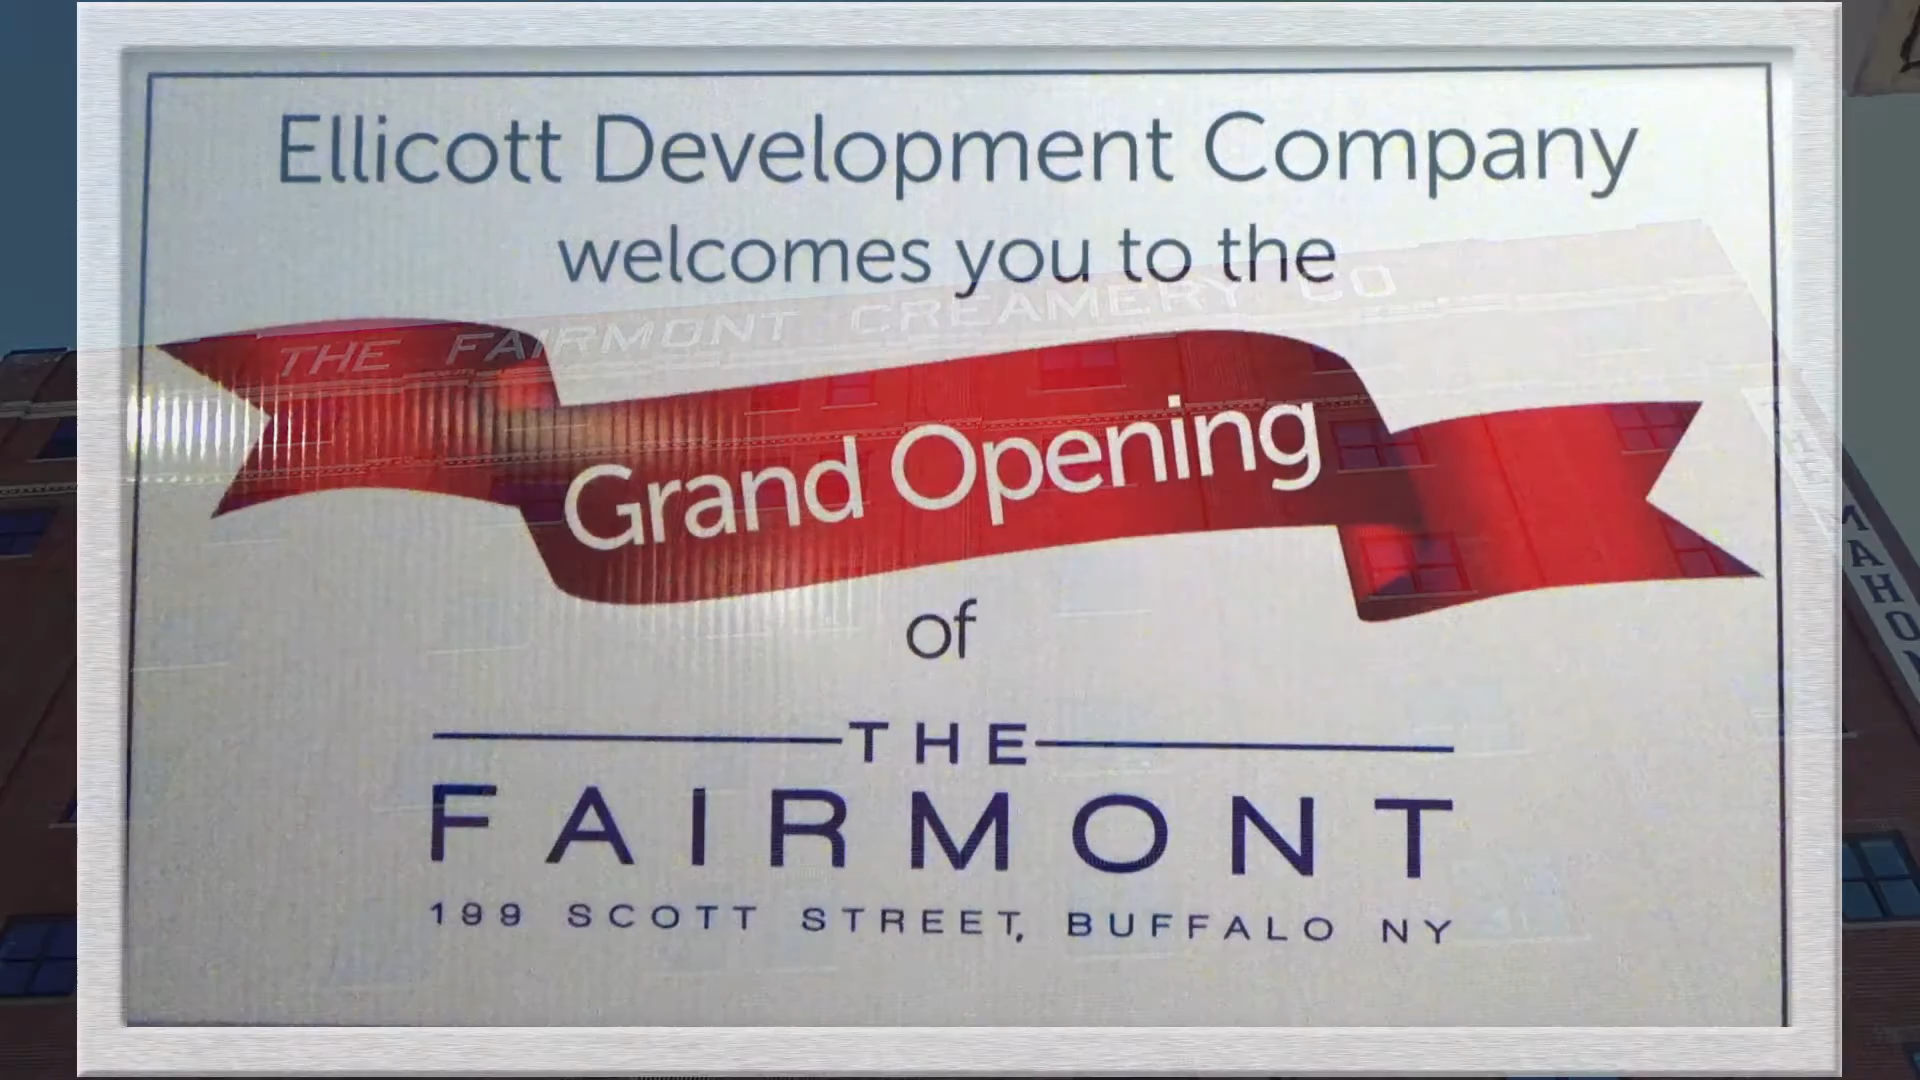 Ellicott Development Company
welcomes you to the
THE FAIRMONT CREAMERY CO
Grand Opening
of
THE
FAIRMONT
199 SCOTT STREET, BUFFALO NY